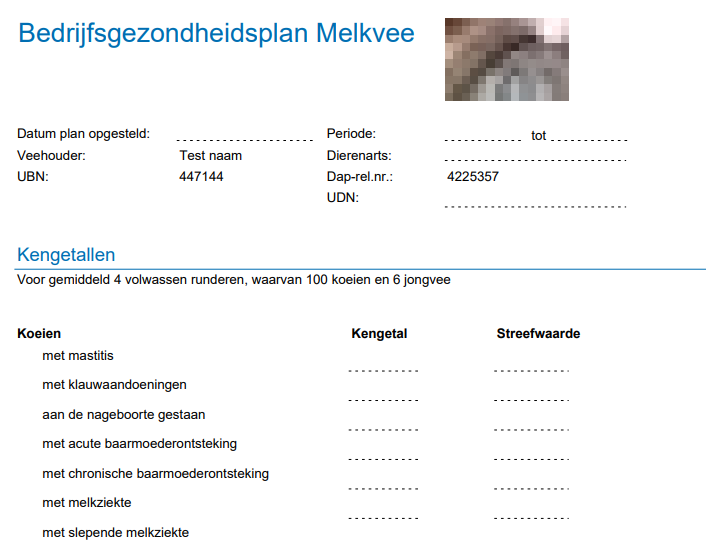 Bedrijfsgezondheidsplan Melkvee
Datum plan opgesteld: Periode: tot
Veehouder: Test naam Dierenarts:
UBN: 447144 Dap-rel.nr.: 4225357
UDN:
Kengetallen
Voor gemiddeld 4 volwassen runderen, waarvan 100 koeien en 6 jongvee
Koeien Kengetal Streefwaarde
met mastitis
met klauwaandoeningen
aan de nageboorte gestaan
met acute baarmoederontsteking
met chronische baarmoederontsteking
met melkziekte
met slepende melkziekte